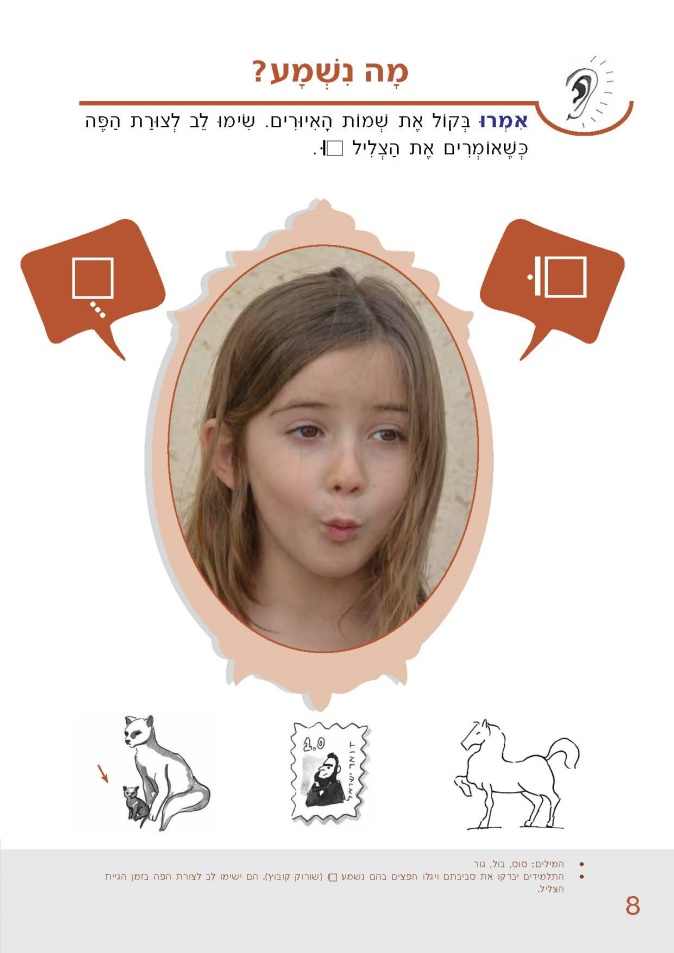 מָה נִשְׁמָע?
אִמְרוּ בְּקוֹל אֶת שְׁמוֹת הָאִיּוּרִים. שִׂימוּ לֵב לְצוּרַת הַפֶּה
כְּשֶׁאוֹמְרִים אֶת הַצְּלִיל □וּ.
□וּ
□ֻ
1.0
דואר ישראל
• המילים: סוס, בול, גור
• התלמידים יבדקו את סביבתם ויגלו חפצים בהם נשמע □וּ (שורוק קובוץ). הם ישימו לב לצורת הפה בזמן הגיית
הצליל.
8